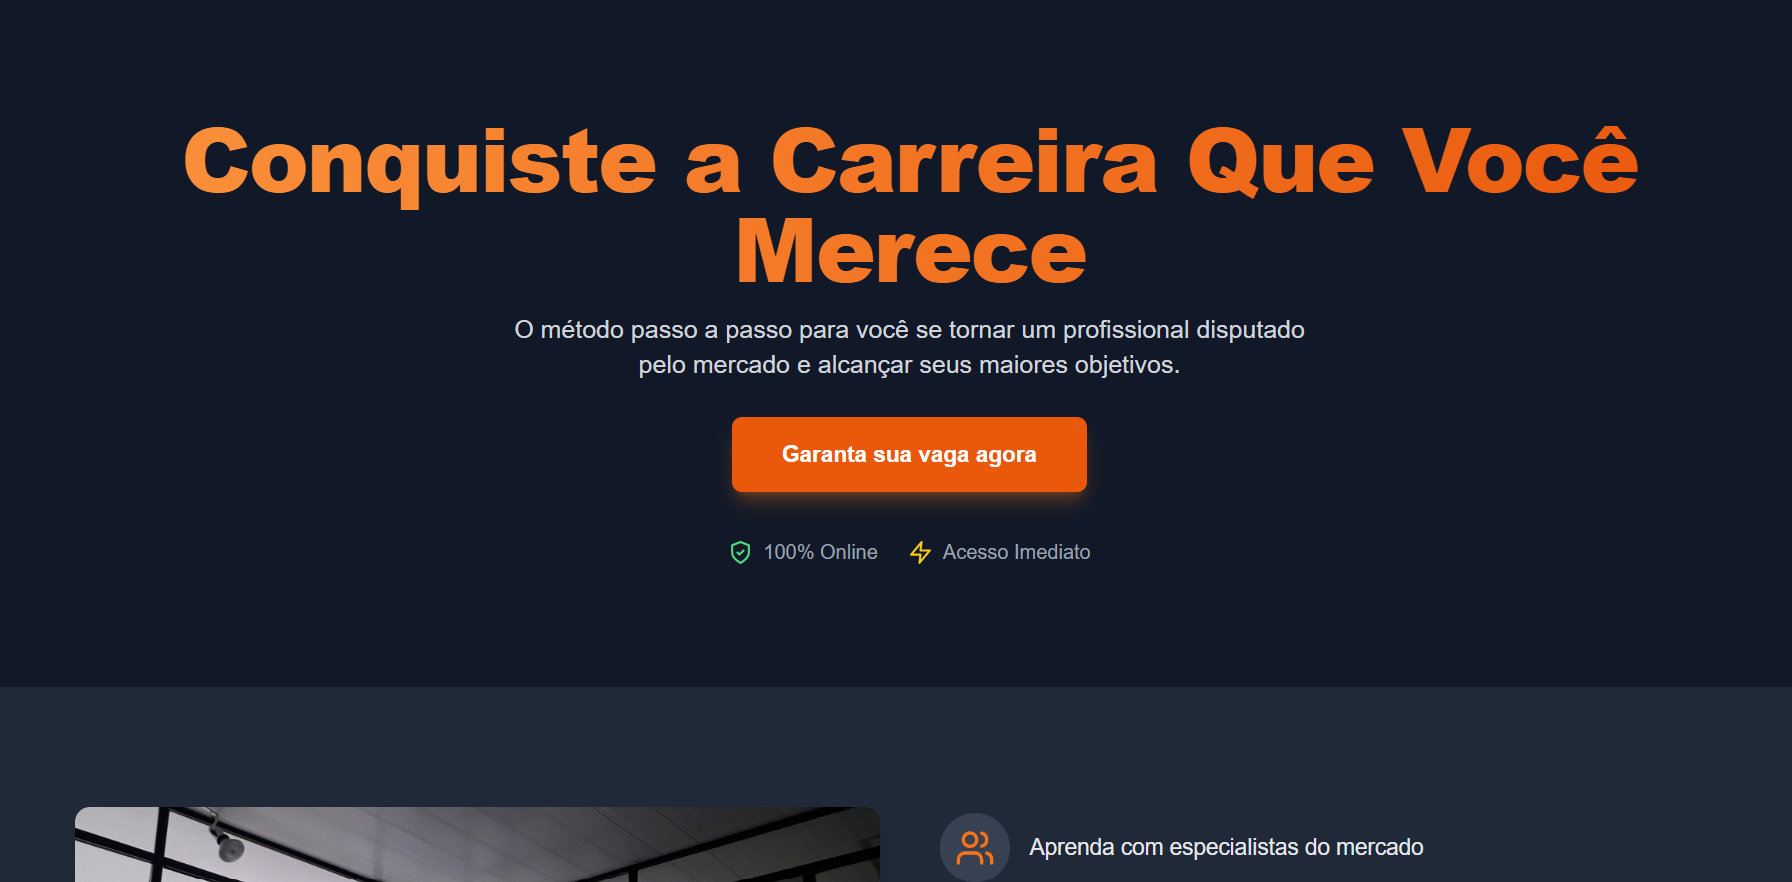 Conquiste a Carreira Que Você
Merece
O método passo a passo para você se tornar um profissional disputado
pelo mercado e alcançar seus maiores objetivos.
Garanta sua vaga agora
100% Online
Acesso Imediato
Aprenda com especialistas do mercado